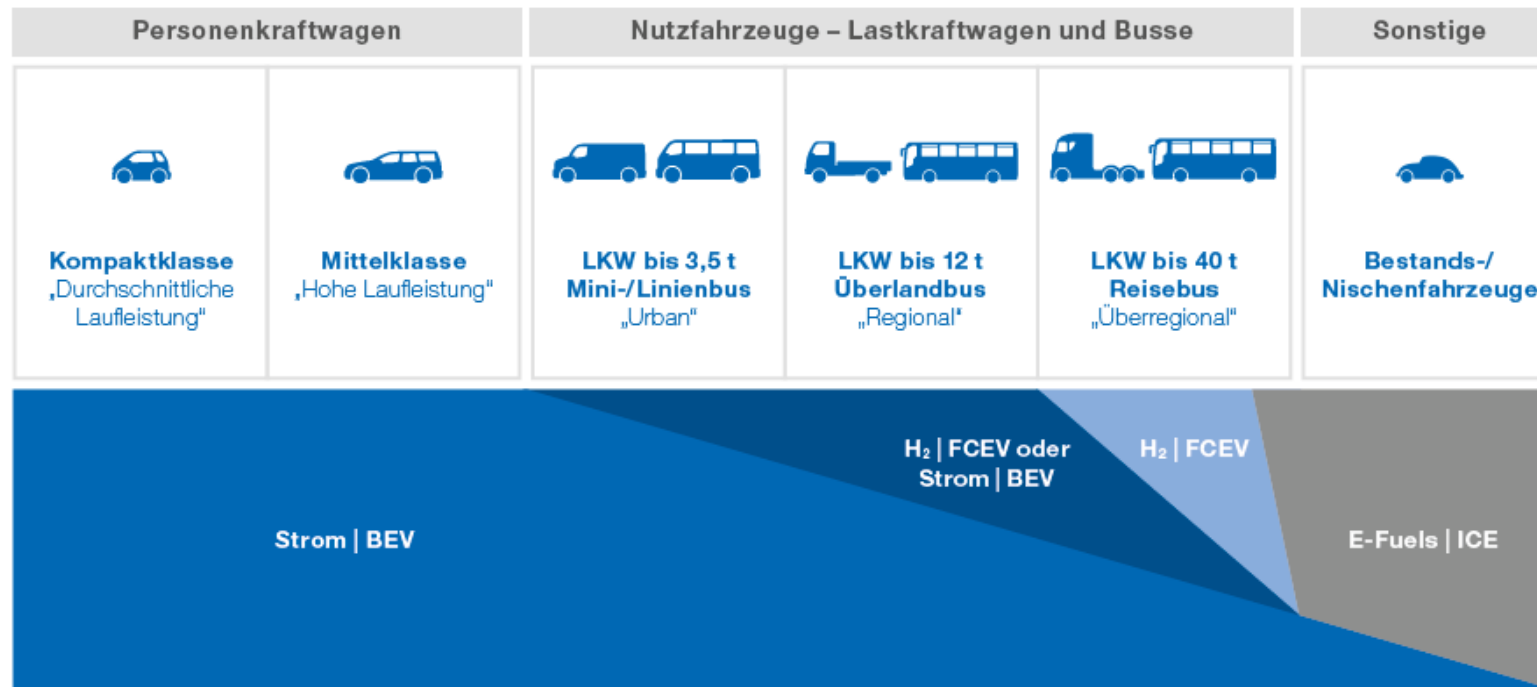 Personenkraftwagen
Nutzfahrzeuge – Lastkraftwagen und Busse
Sonstige
Kompaktklasse
„Durchschnittliche
Laufleistung“
Mittelklasse
„Hohe Laufleistung“
LKW bis 3,5 t
Mini-/Linienbus
„Urban“
LKW bis 12 t
Überlandbus
„Regional“
LKW bis 40 t
Reisebus
„Überregional“
Bestands-/
Nischenfahrzeuge
H₂ | FCEV oder
Strom | BEV
H₂ | FCEV
Strom | BEV
E-Fuels | ICE